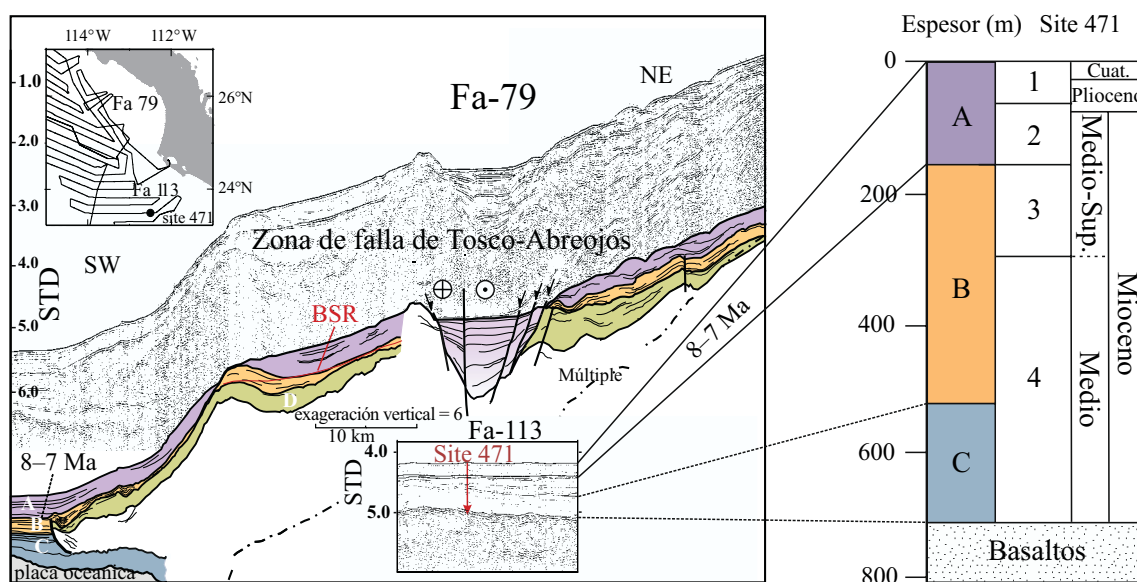 114°W 112°W
26°N
24°N
Fa 79
Fa 113
site 471
1.0
2.0
3.0
4.0
5.0
6.0
STD
SW
NE
Fa-79
Zona de falla de Tosco-Abreojos
BSR
D
Múltiple
exageración vertical = 6
10 km
8–7 Ma
A
B
C
placa oceánica
Fa-113
Site 471
STD
4.0
5.0
8–7 Ma
Espesor (m) Site 471
0
200
400
600
800
A
B
C
1
2
3
4
Cuat.
Plioceno
Medio-Sup.
Medio
Mioceno
Basaltos